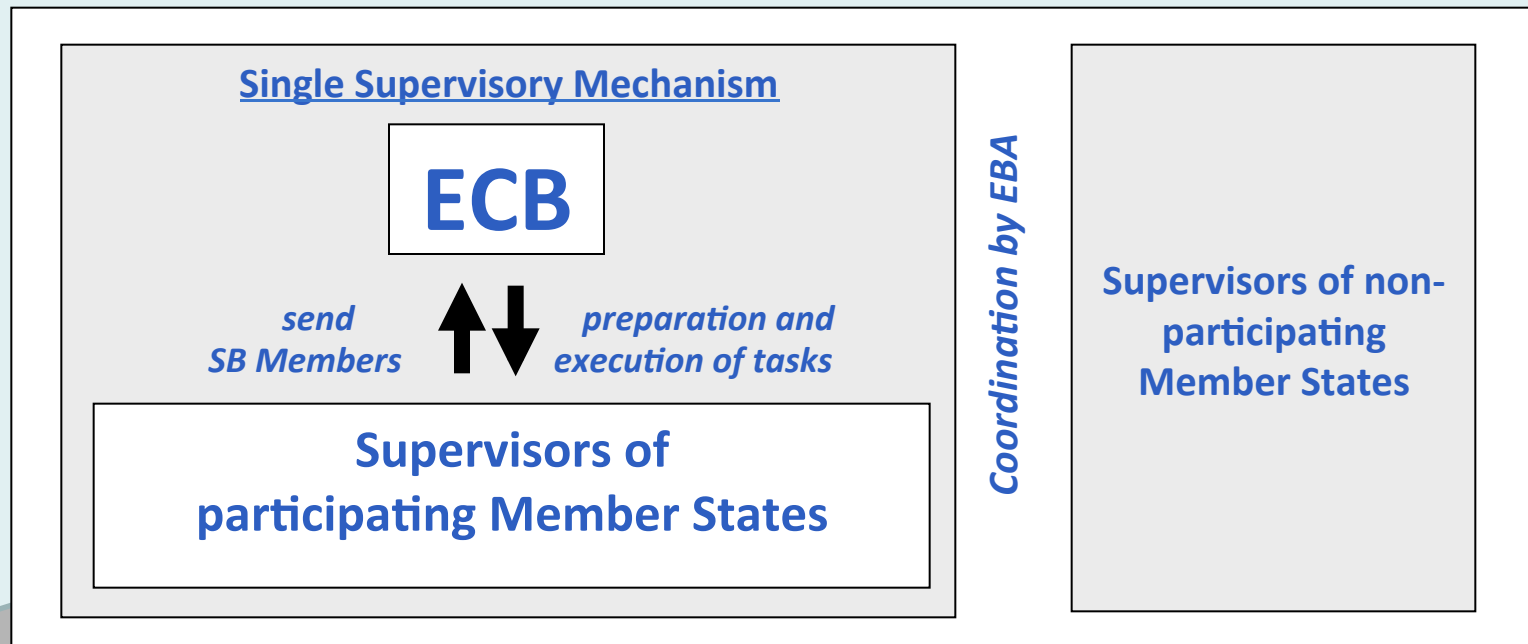 Single Supervisory Mechanism
ECB
send
SB Members
preparation and
execution of tasks
Supervisors of
participating Member States
Coordination by EBA
Supervisors of non-
participating
Member States